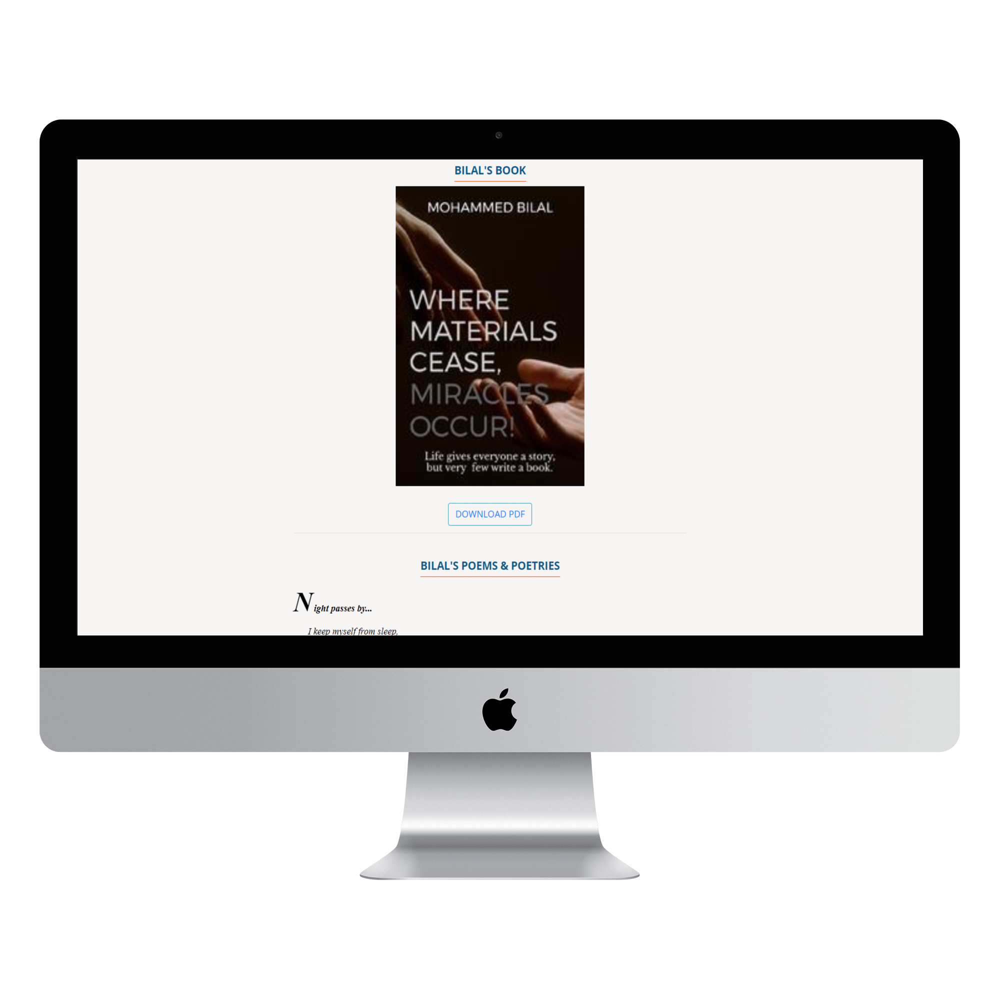 BILAL'S BOOK
MOHAMMED BILAL
WHERE
MATERIALS
CEASE,
MIRACLES
OCCUR!
Life gives everyone a story,
but very few write a book.
DOWNLOAD PDF
BILAL'S POEMS & POETRIES
Night passes by...
I keep myself from sleep,